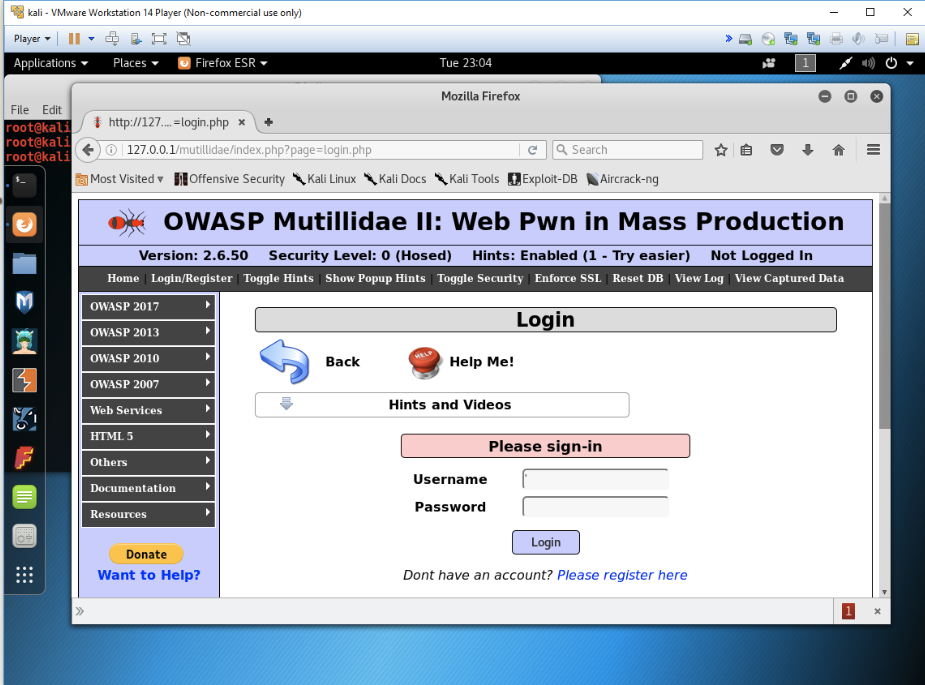 kali - VMware Workstation 14 Player (Non-commercial use only)
Player
Applications Places Firefox ESR Tue 23:04 1
Mozilla Firefox
File Edit
http://127.... =login.php
root@kali
root@kali
root@kali
127.0.0.1/mutillidae/index.php?page=login.php Search
Most Visited Offensive Security Kali Linux Kali Docs Kali Tools Exploit-DB Aircrack-ng
OWASP Mutillidae II: Web Pwn in Mass Production
Version: 2.6.50 Security Level: 0 (Hosed) Hints: Enabled (1 - Try easier) Not Logged In
Home | Login/Register | Toggle Hints | Show Popup Hints | Toggle Security | Enforce SSL | Reset DB | View Log | View Captured Data
OWASP 2017
OWASP 2013
OWASP 2010
OWASP 2007
Web Services
HTML 5
Others
Documentation
Resources
Donate
Want to Help?
Login
Back HELP Help Me!
Hints and Videos
Please sign-in
Username '
Password
Login
Dont have an account? Please register here
1